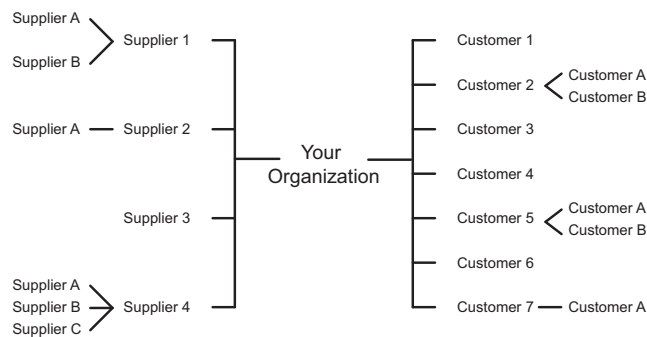 Supplier A
Supplier B
Supplier 1
Supplier A
Supplier 2
Supplier 3
Supplier A
Supplier B
Supplier C
Supplier 4
Your
Organization
Customer 1
Customer 2
Customer A
Customer B
Customer 3
Customer 4
Customer 5
Customer A
Customer B
Customer 6
Customer 7
Customer A